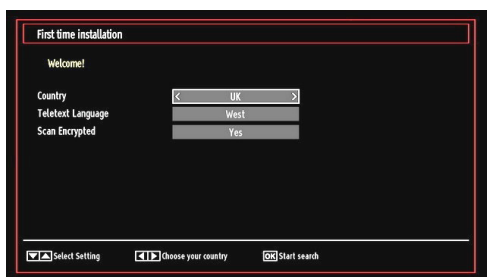 First time installation
Welcome!
Country < UK >
Teletext Language West
Scan Encrypted Yes
Select Setting Choose your country OK Start search